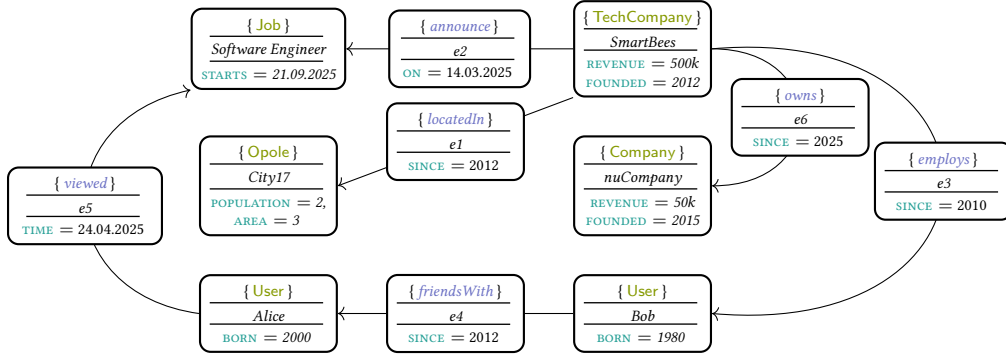 { Job }
Software Engineer
STARTS = 21.09.2025
{ announce }
e2
ON = 14.03.2025
{ TechCompany }
SmartBees
REVENUE = 500k
FOUNDED = 2012
{ owns }
e6
SINCE = 2025
{ locatedIn }
e1
SINCE = 2012
{ Opole }
City17
POPULATION = 2,
AREA = 3
{ Company }
nuCompany
REVENUE = 50k
FOUNDED = 2015
{ employs }
e3
SINCE = 2010
{ viewed }
e5
TIME = 24.04.2025
{ User }
Alice
BORN = 2000
{ friendsWith }
e4
SINCE = 2012
{ User }
Bob
BORN = 1980